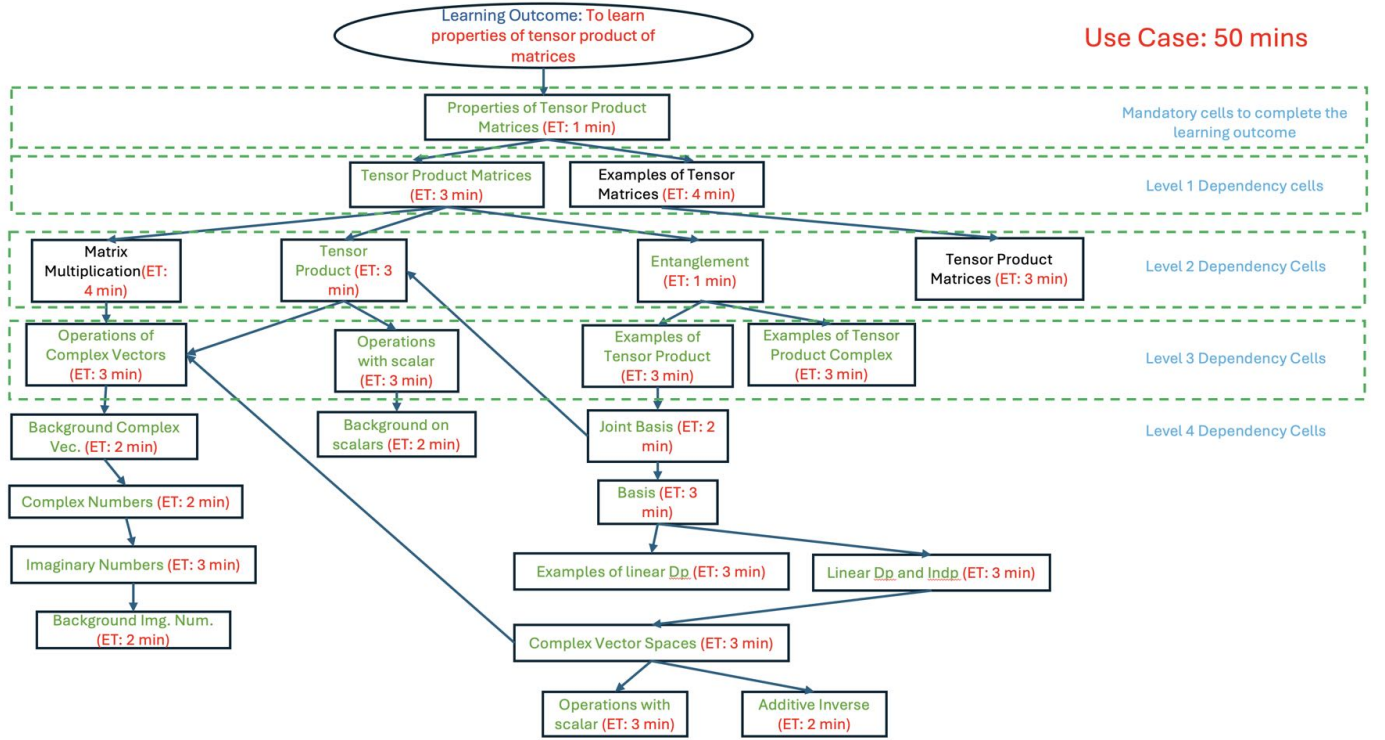 Learning Outcome: To learn
properties of tensor product of
matrices
Use Case: 50 mins
Properties of Tensor Product
Matrices (ET: 1 min)
Mandatory cells to complete the
learning outcome
Tensor Product Matrices
(ET: 3 min)
Examples of Tensor
Matrices (ET: 4 min)
Level 1 Dependency cells
Matrix
Multiplication(ET:
4 min)
Tensor
Product (ET: 3
min)
Entanglement
(ET: 1 min)
Tensor Product
Matrices (ET: 3 min)
Level 2 Dependency Cells
Operations of
Complex Vectors
(ET: 3 min)
Operations
with scalar
(ET: 3 min)
Examples of
Tensor Product
(ET: 3 min)
Examples of Tensor
Product Complex
(ET: 3 min)
Level 3 Dependency Cells
Background Complex
Vec. (ET: 2 min)
Background on
scalars (ET: 2 min)
Joint Basis (ET: 2
min)
Level 4 Dependency Cells
Complex Numbers (ET: 2 min)
Basis (ET: 3
min)
Imaginary Numbers (ET: 3 min)
Examples of linear Dp (ET: 3 min)
Linear Dp and Indp (ET: 3 min)
Background Img. Num.
(ET: 2 min)
Complex Vector Spaces (ET: 3 min)
Operations with
scalar (ET: 3 min)
Additive Inverse
(ET: 2 min)